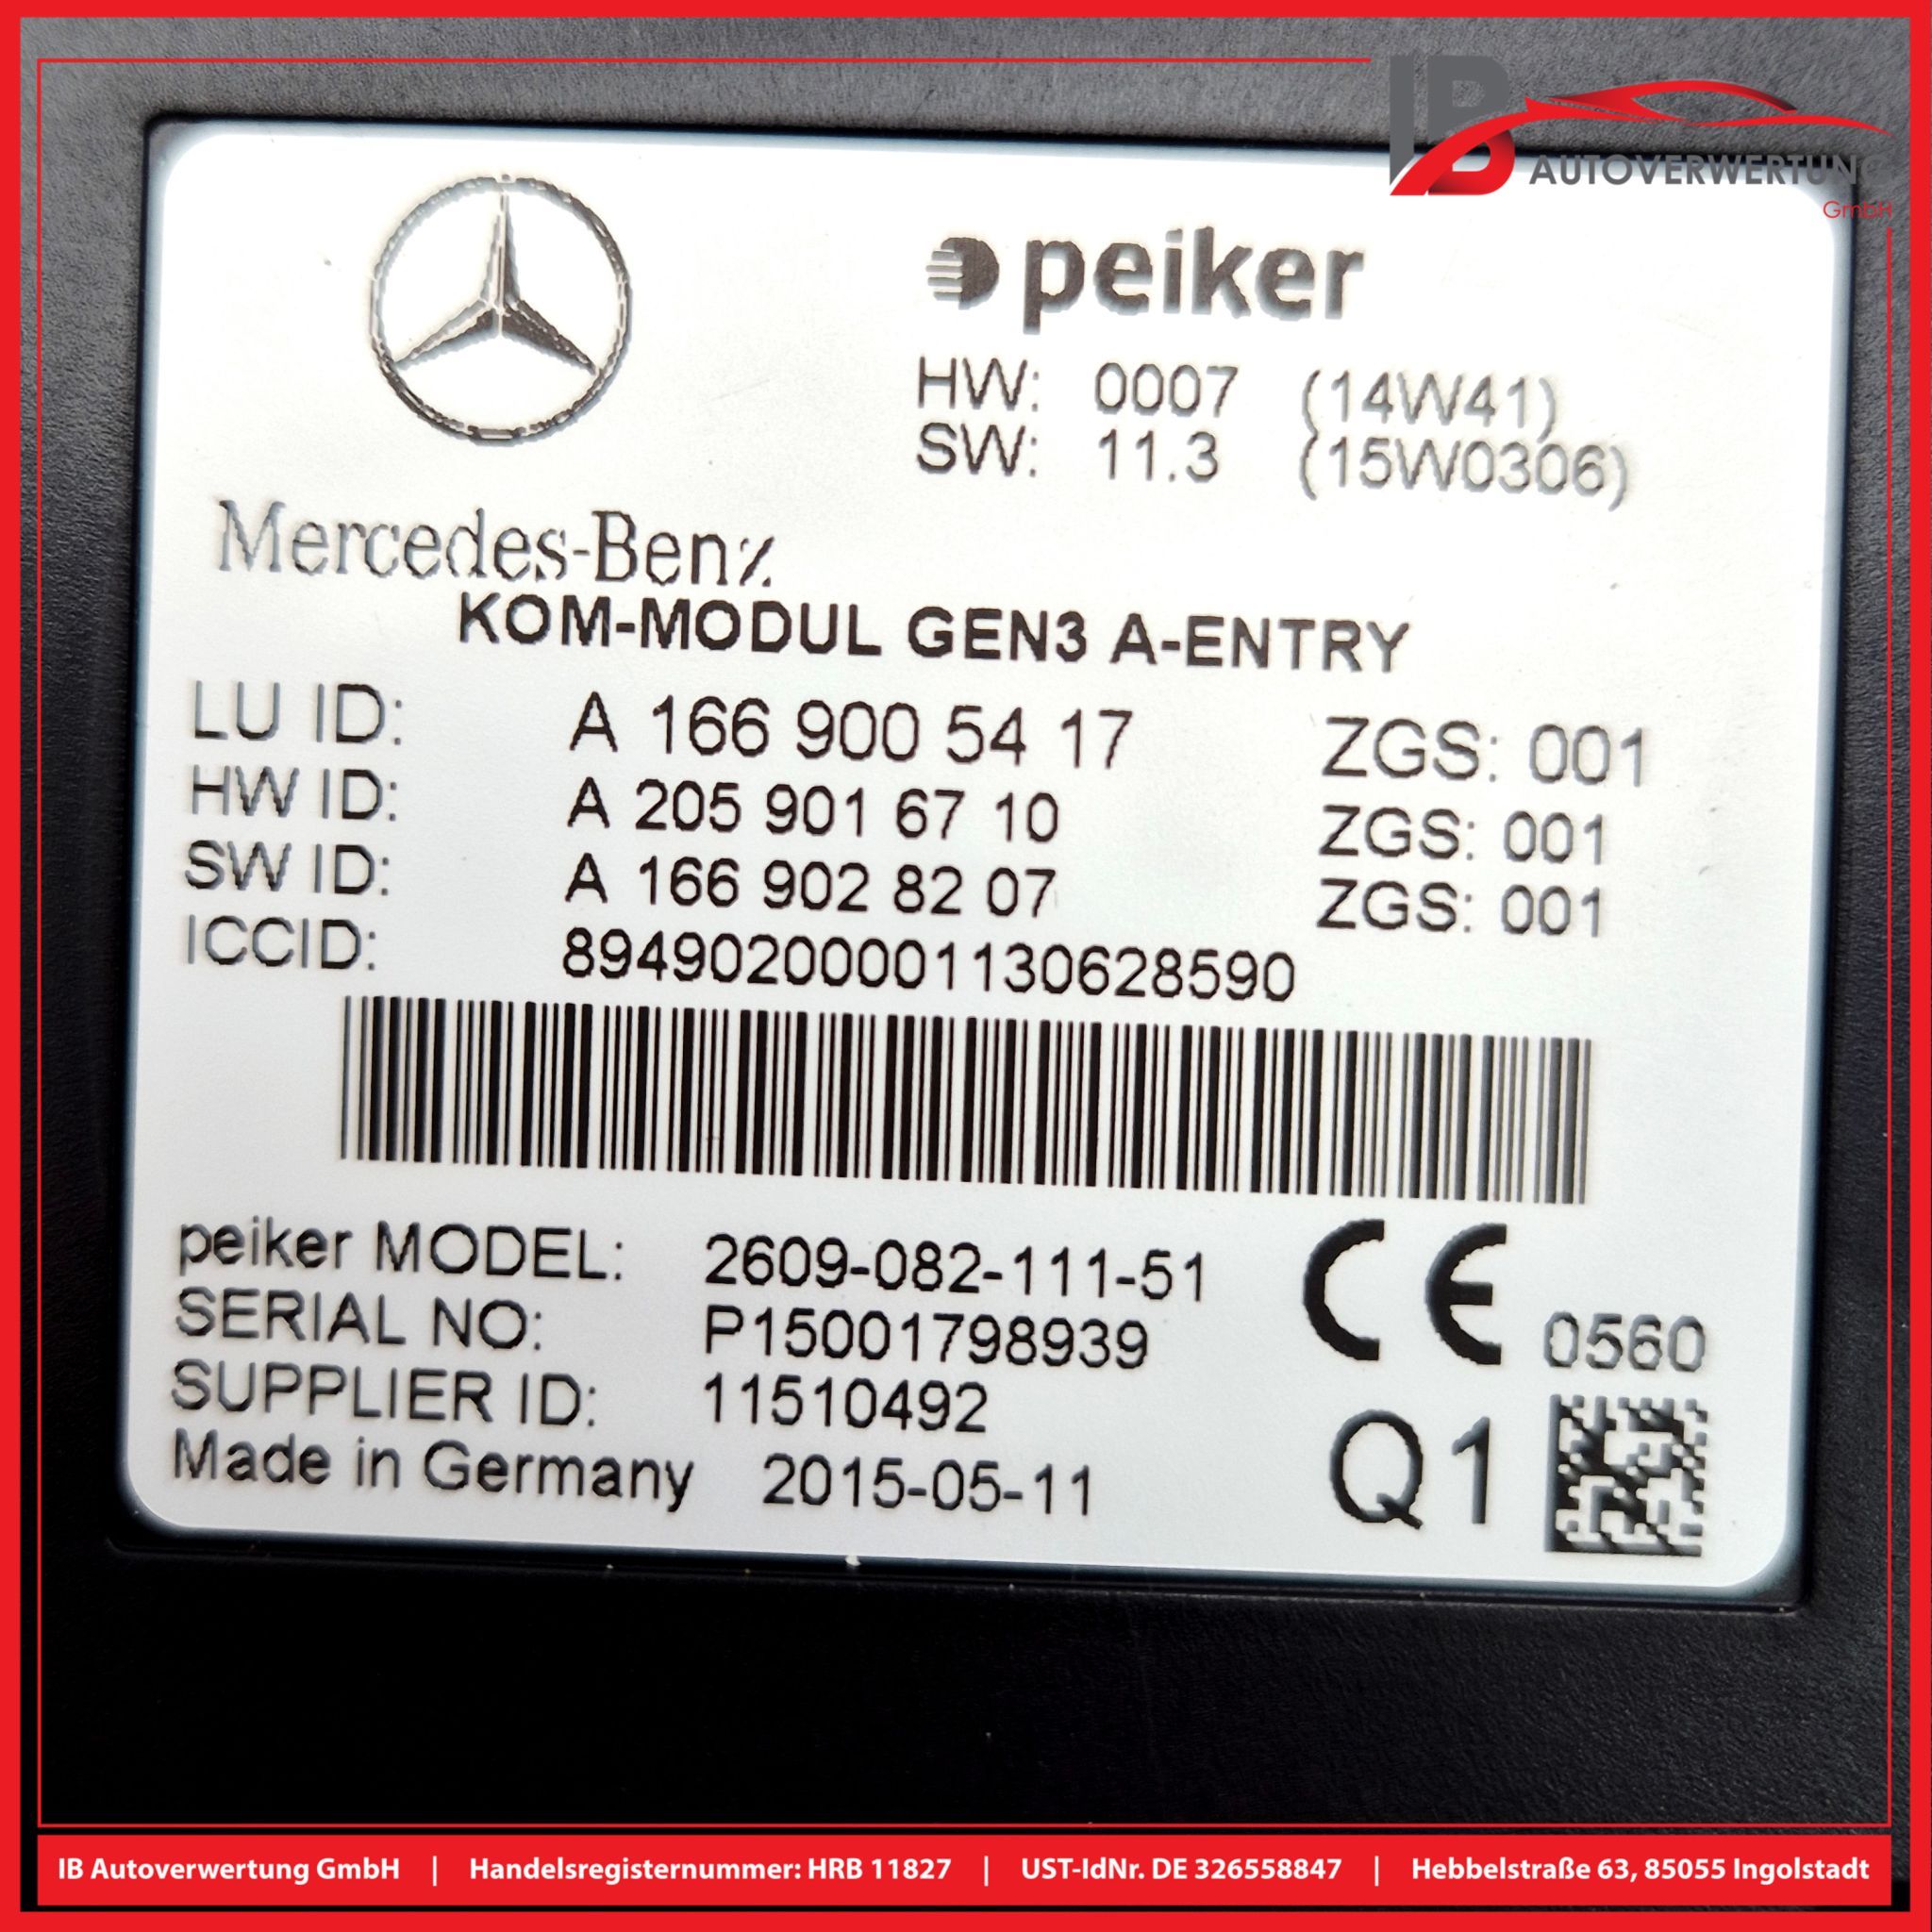 IB
AUTOVERWERTUNG
GmbH
peiker
HW: 0007 (14W41)
SW: 11.3 (15W0306)
Mercedes-Benz
KOM-MODUL GEN3 A-ENTRY
LU ID: A 166 900 54 17 ZGS: 001
HW ID: A 205 901 67 10 ZGS: 001
SW ID: A 166 902 82 07 ZGS: 001
ICCID: 89490200001130628590
peiker MODEL: 2609-082-111-51
CE 0560
SERIAL NO: P15001798939
SUPPLIER ID: 11510492
Made in Germany 2015-05-11
Q1
IB Autoverwertung GmbH | Handelsregisternummer: HRB 11827 | UST-IdNr. DE 326558847 | Hebbelstraße 63, 85055 Ingolstadt